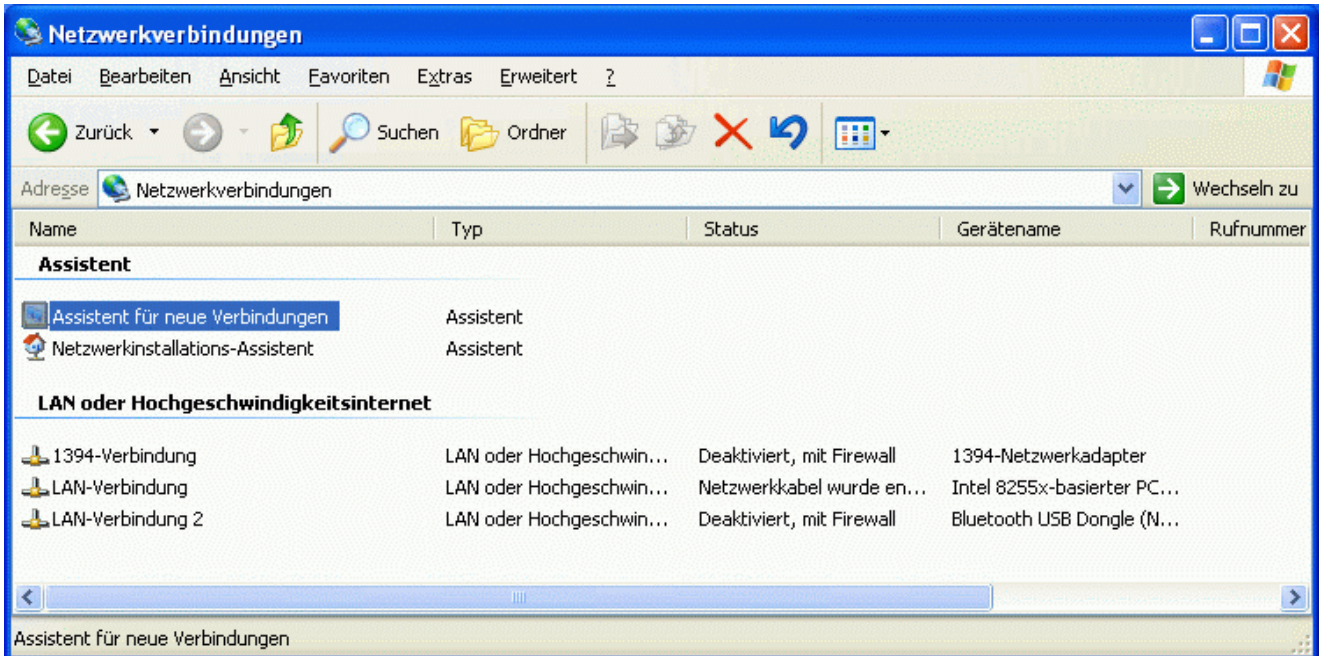 Netzwerkverbindungen
Datei Bearbeiten Ansicht Favoriten Extras Erweitert ?
Zurück Suchen Ordner
Adresse Netzwerkverbindungen Wechseln zu
Name Typ Status Gerätename Rufnummer
Assistent
Assistent für neue Verbindungen Assistent
Netzwerkinstallations-Assistent Assistent
LAN oder Hochgeschwindigkeitsinternet
1394-Verbindung LAN oder Hochgeschwin... Deaktiviert, mit Firewall 1394-Netzwerkadapter
LAN-Verbindung LAN oder Hochgeschwin... Netzwerkkabel wurde en... Intel 8255x-basierter PC...
LAN-Verbindung 2 LAN oder Hochgeschwin... Deaktiviert, mit Firewall Bluetooth USB Dongle (N...
Assistent für neue Verbindungen